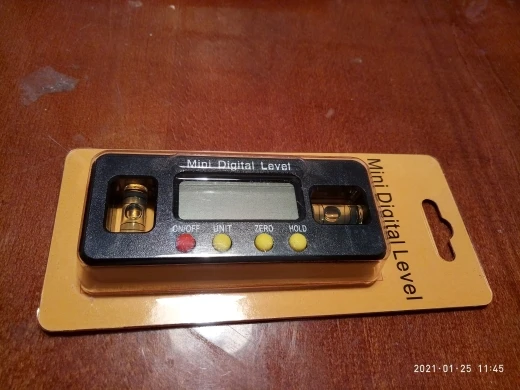 Mini Digital Level
ON/OFF UNIT ZERO HOLD
Mini Digital Level
2021-01-25 11:45